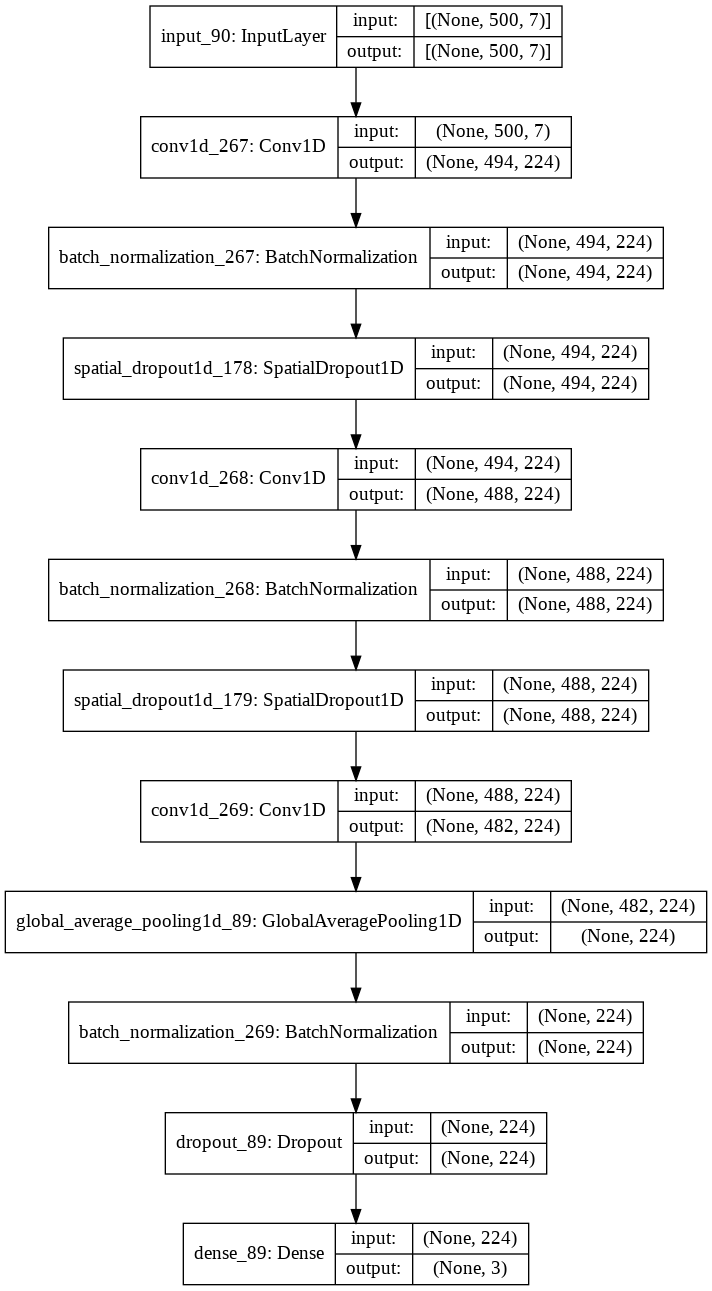 input_90: InputLayer
input: [(None, 500, 7)]
output: [(None, 500, 7)]
conv1d_267: Conv1D
input: (None, 500, 7)
output: (None, 494, 224)
batch_normalization_267: BatchNormalization
input: (None, 494, 224)
output: (None, 494, 224)
spatial_dropout1d_178: SpatialDropout1D
input: (None, 494, 224)
output: (None, 494, 224)
conv1d_268: Conv1D
input: (None, 494, 224)
output: (None, 488, 224)
batch_normalization_268: BatchNormalization
input: (None, 488, 224)
output: (None, 488, 224)
spatial_dropout1d_179: SpatialDropout1D
input: (None, 488, 224)
output: (None, 488, 224)
conv1d_269: Conv1D
input: (None, 488, 224)
output: (None, 482, 224)
global_average_pooling1d_89: GlobalAveragePooling1D
input: (None, 482, 224)
output: (None, 224)
batch_normalization_269: BatchNormalization
input: (None, 224)
output: (None, 224)
dropout_89: Dropout
input: (None, 224)
output: (None, 224)
dense_89: Dense
input: (None, 224)
output: (None, 3)